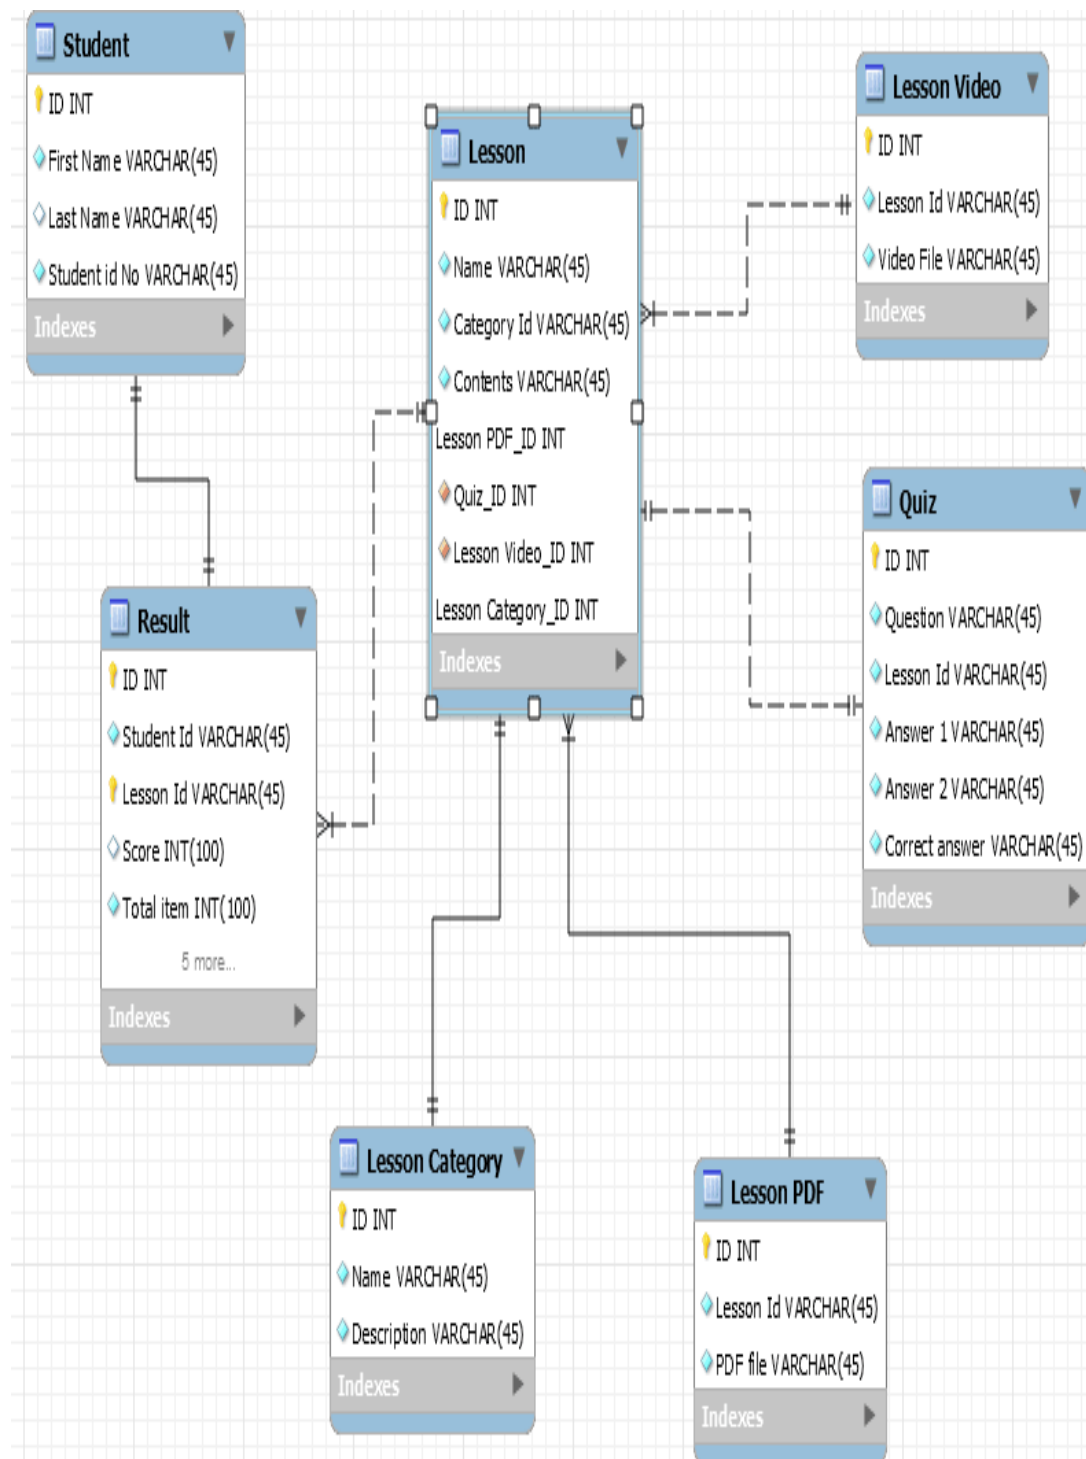 Student
ID INT
First Name VARCHAR(45)
Last Name VARCHAR(45)
Student id No VARCHAR(45)
Indexes
Lesson
ID INT
Name VARCHAR(45)
Category Id VARCHAR(45)
Contents VARCHAR(45)
Lesson PDF_ID INT
Quiz_ID INT
Lesson Video_ID INT
Lesson Category_ID INT
Indexes
Lesson Video
ID INT
Lesson Id VARCHAR(45)
Video File VARCHAR(45)
Indexes
Quiz
ID INT
Question VARCHAR(45)
Lesson Id VARCHAR(45)
Answer 1 VARCHAR(45)
Answer 2 VARCHAR(45)
Correct answer VARCHAR(45)
Indexes
Result
ID INT
Student Id VARCHAR(45)
Lesson Id VARCHAR(45)
Score INT(100)
Total item INT(100)
5 more...
Indexes
Lesson Category
ID INT
Name VARCHAR(45)
Description VARCHAR(45)
Indexes
Lesson PDF
ID INT
Lesson Id VARCHAR(45)
PDF file VARCHAR(45)
Indexes